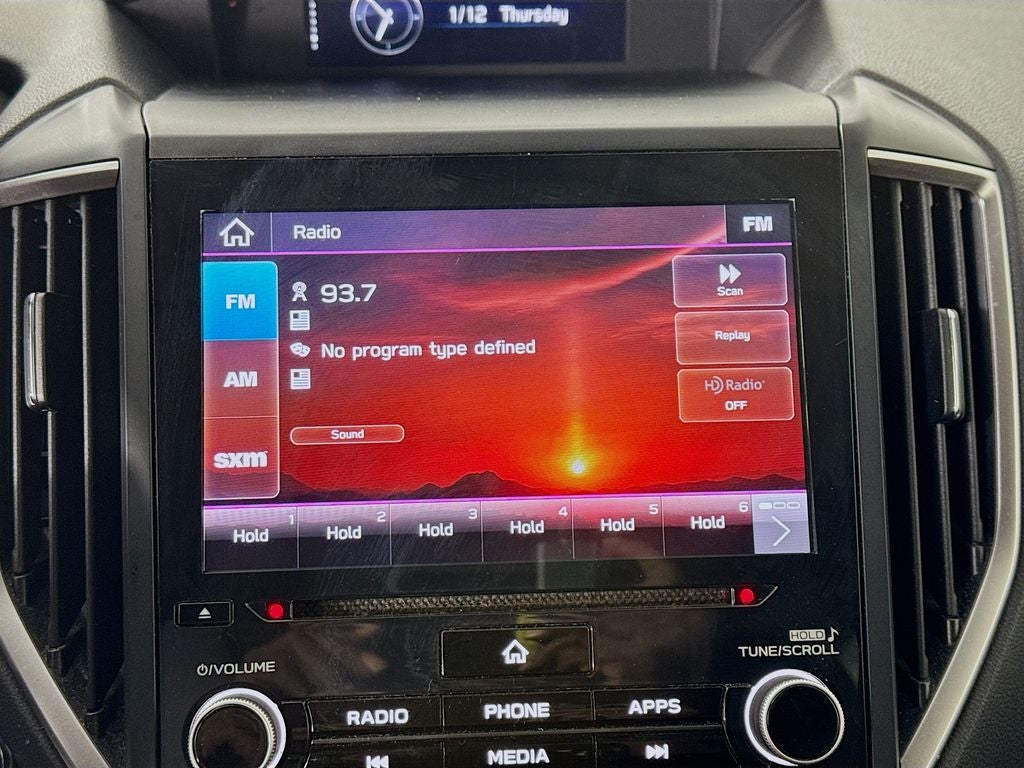 1/12 Thursday
Radio
FM
FM
93.7
Scan
No program type defined
Replay
AM
HD Radio
OFF
Sound
sxm
1 2 3 4 5 6
Hold Hold Hold Hold Hold Hold
HOLD
TUNE/SCROLL
/VOLUME
RADIO PHONE APPS
MEDIA